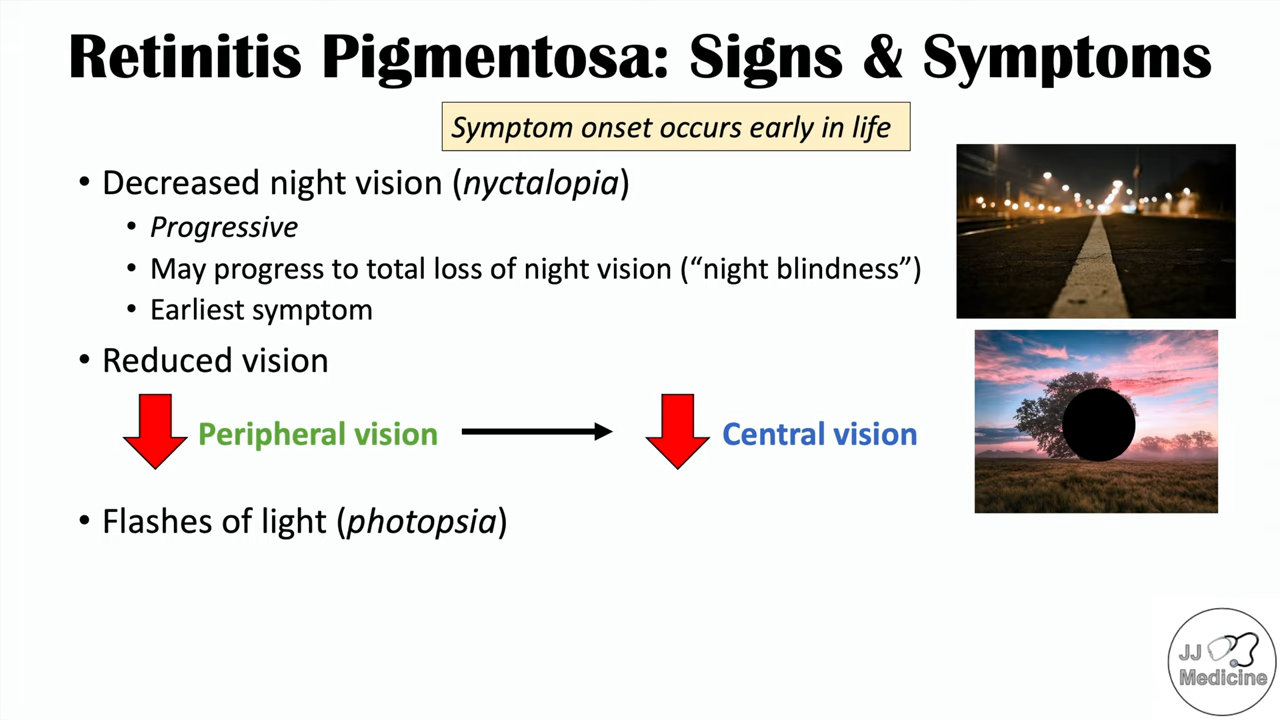 Retinitis Pigmentosa: Signs & Symptoms
Symptom onset occurs early in life
• Decreased night vision (nyctalopia)
• Progressive
• May progress to total loss of night vision (“night blindness”)
• Earliest symptom
• Reduced vision
Peripheral vision
Central vision
• Flashes of light (photopsia)
JJ
Medicine